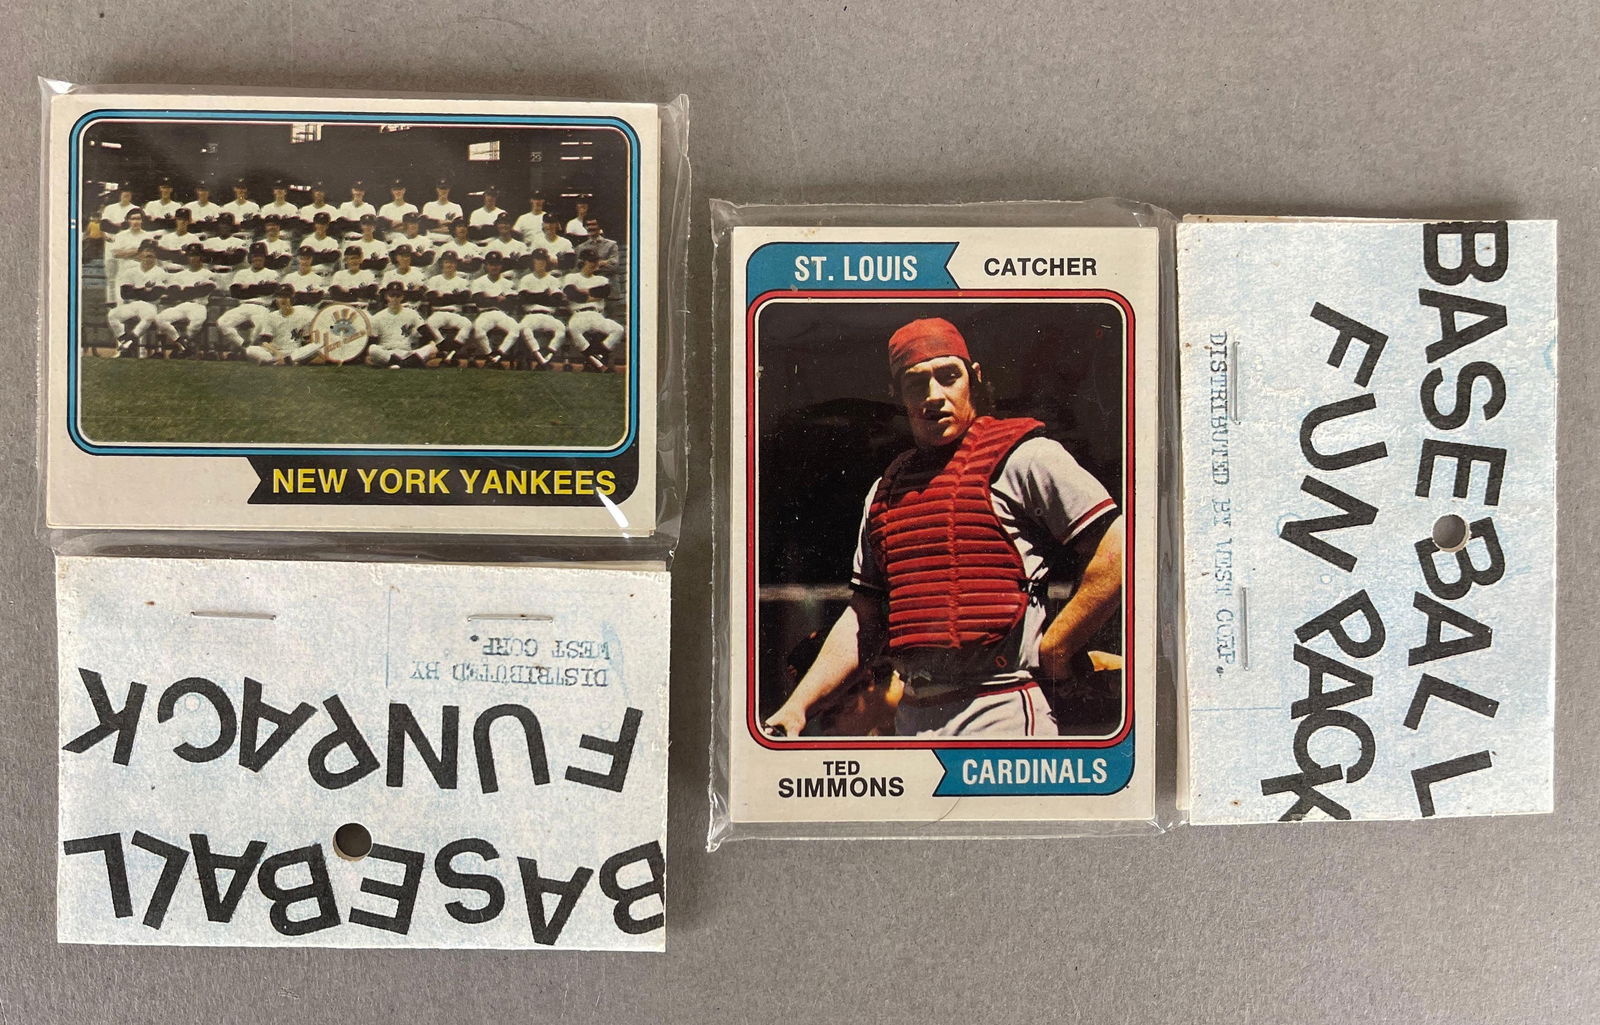 NEW YORK YANKEES
BASEBALL
FUNPACK
DISTRIBUTED BY
WEST CORP.
ST. LOUIS
CATCHER
TED
SIMMONS
CARDINALS
BASEBALL
FUN PACK
DISTRIBUTED BY WEST CORP.